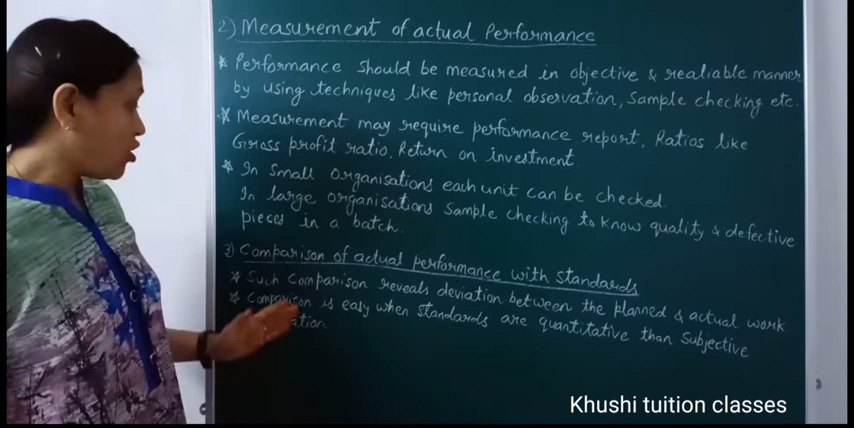 2) Measurement of actual Performance
* Performance should be measured in objective & realiable manner
by using techniques like personal observation, Sample checking etc.
* Measurement may require performance report, Ratios like
Gross profit ratio, Return on investment.
* In Small organisations each unit can be checked.
In large organisations Sample checking to know quality & defective
pieces in a batch.
3) Comparison of actual performance with standards
* Such Comparison reveals deviation between the planned & actual work
* Comparison is easy when standards are quantitative than subjective
Khushi tuition classes